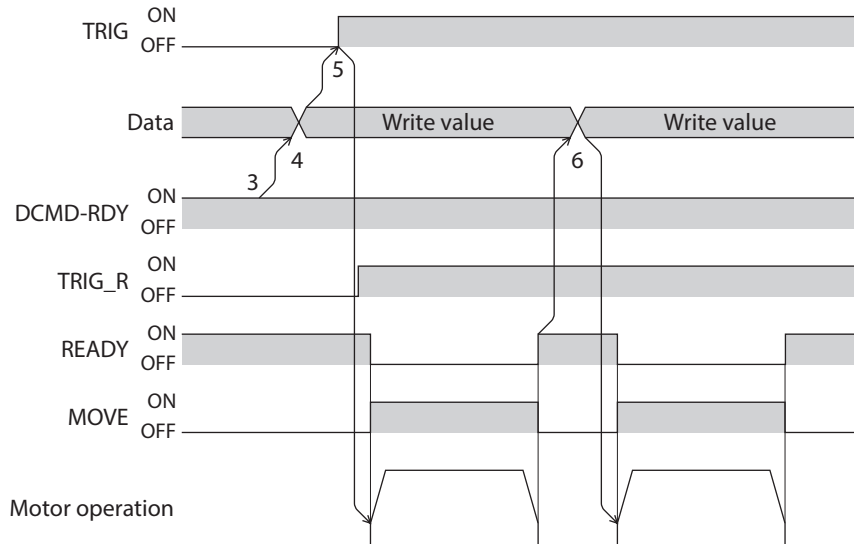 TRIG ON
OFF
5
Data Write value Write value
4 6
3
DCMD-RDY ON
OFF
TRIG_R ON
OFF
READY ON
OFF
MOVE ON
OFF
Motor operation